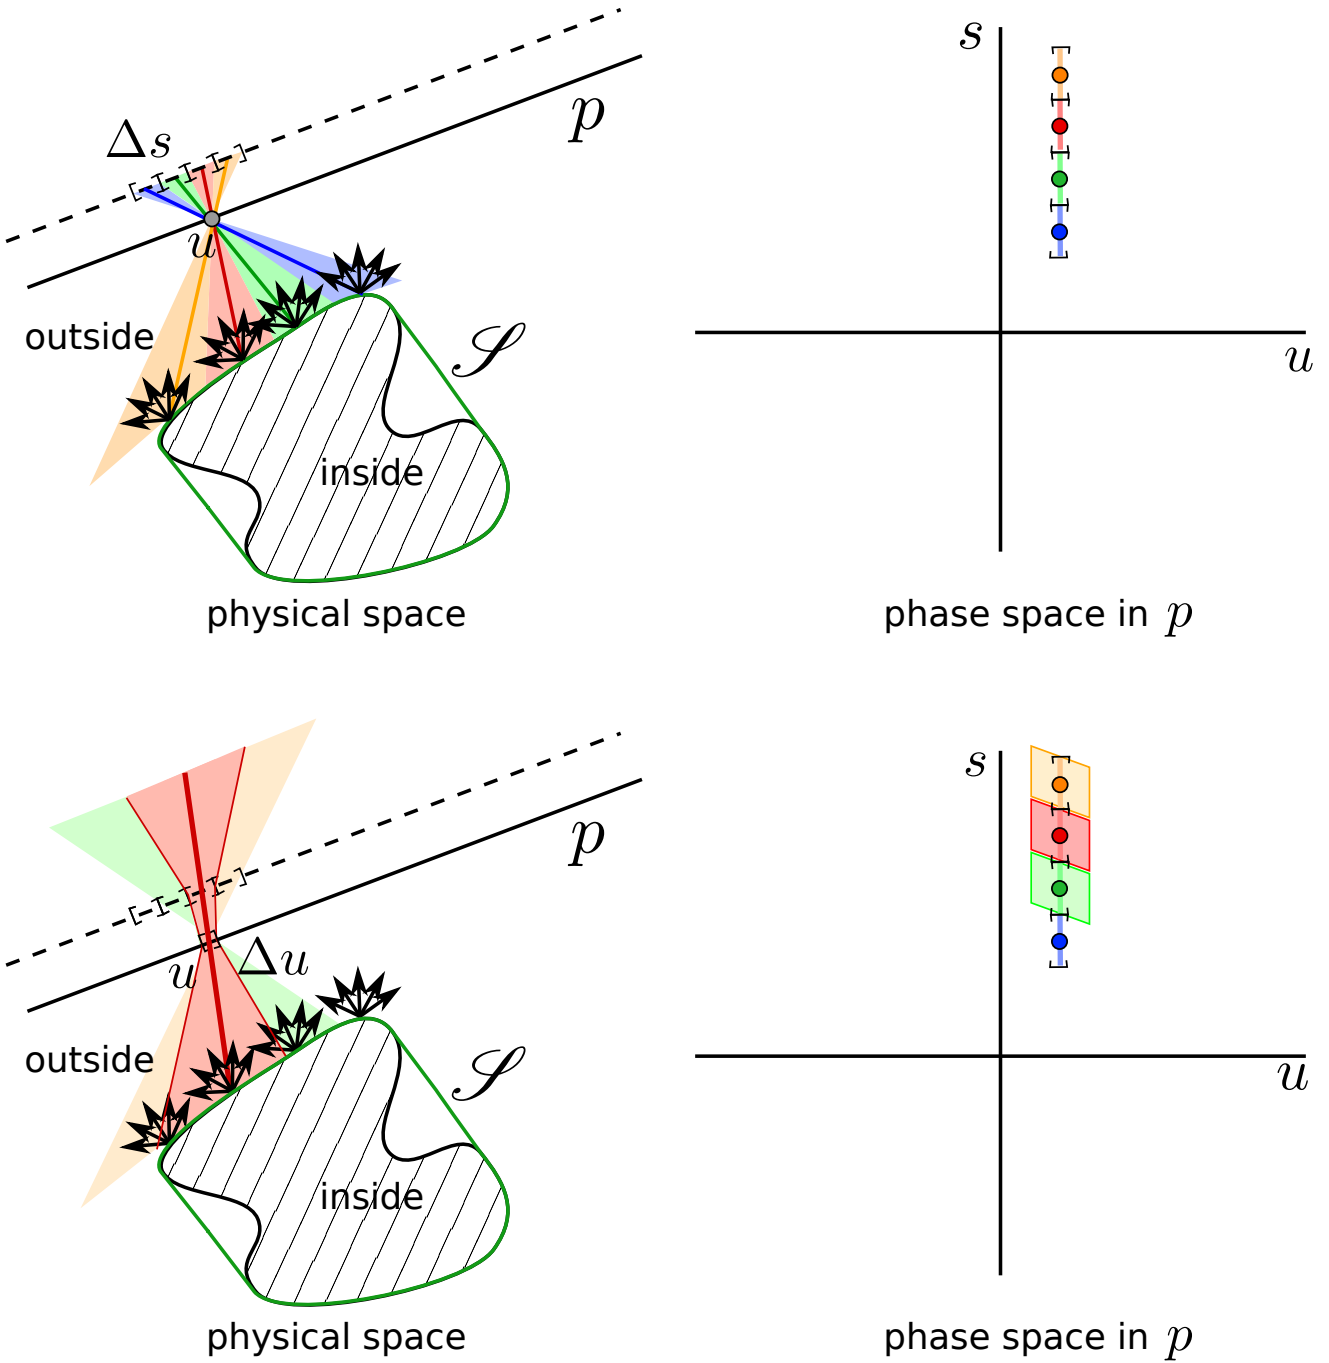 s
p
Δs
u
outside
𝒮
u
inside
physical space
phase space in p
s
p
u
Δu
outside
𝒮
u
inside
physical space
phase space in p